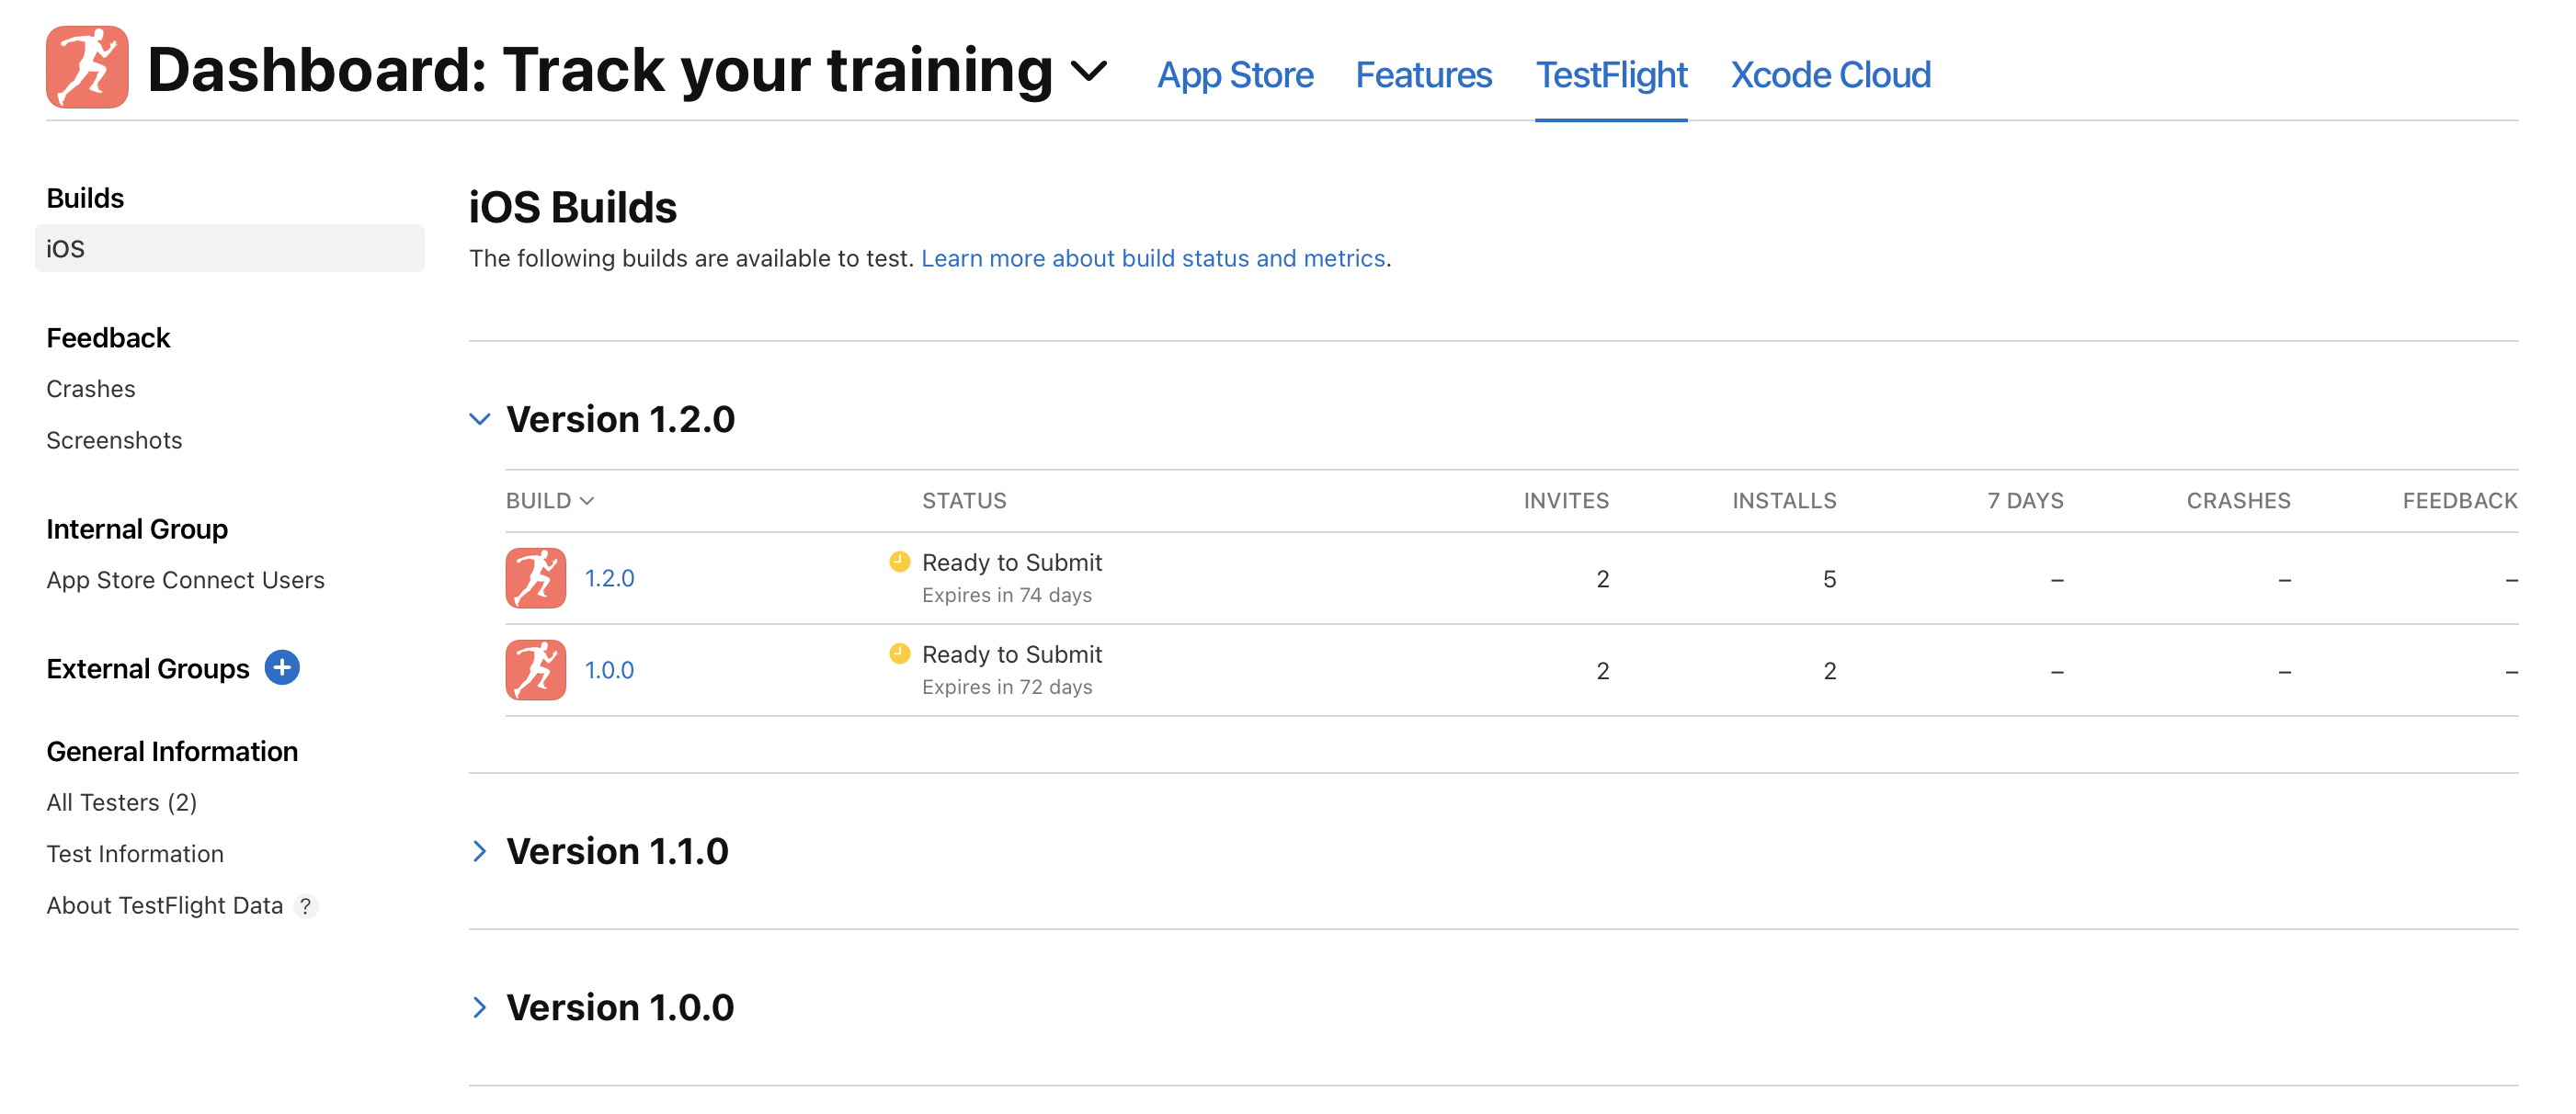 Dashboard: Track your training
App Store Features TestFlight Xcode Cloud
Builds
iOS
Feedback
Crashes
Screenshots
Internal Group
App Store Connect Users
External Groups
General Information
All Testers (2)
Test Information
About TestFlight Data ?
iOS Builds
The following builds are available to test. Learn more about build status and metrics.
Version 1.2.0
BUILD STATUS INVITES INSTALLS 7 DAYS CRASHES FEEDBACK
1.2.0 Ready to Submit 2 5 – – –
Expires in 74 days
1.0.0 Ready to Submit 2 2 – – –
Expires in 72 days
Version 1.1.0
Version 1.0.0